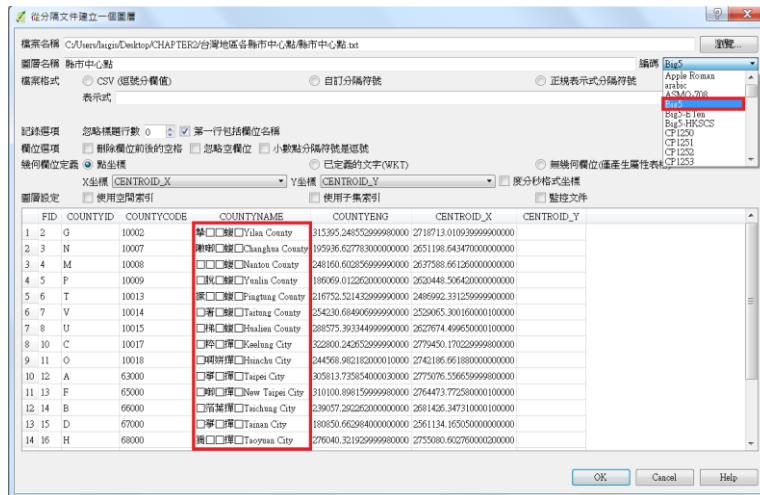 從分隔文件建立一個圖層
檔案名稱 C:/Users/laigis/Desktop/CHAPTER2/台灣地區各縣市中心點/縣市中心點.txt 瀏覽...
圖層名稱 縣市中心點 編碼 Big5
檔案格式 CSV (逗號分欄值) 自訂分隔符號 正規表示式分隔號
Apple Roman
arabic
ASMO-708
Big5
Big5-ETen
Big5-HKSCS
CP1250
CP1251
CP1252
CP1253
表示式
記錄選項 忽略標題行數 0 第一行包括欄位名稱
欄位選項 刪除欄位前後的空格 忽略空欄位 小數點分隔符號是逗號
幾何欄位定義 點坐標 已定義的文字(WKT) 無幾何欄位(僅產生屬性表格)
X坐標 CENTROID_X Y坐標 CENTROID_Y 度分秒格式坐標
圖層設定 使用空間索引 使用子集索引 監控文件
FID COUNTYID COUNTYCODE COUNTYNAME COUNTYENG CENTROID_X CENTROID_Y
1 2 G 10002 Yilan County 315395.248552999980000 2718713.010939999900000
2 3 N 10007 Changhua County 195936.627783000000000 2651198.643470000000000
3 4 M 10008 Nantou County 248160.602856999990000 2637588.661260000000000
4 5 P 10009 Yunlin County 186069.012262000000000 2620448.506420000000000
5 6 T 10013 Pingtung County 216752.521432999990000 2486992.331259999900000
6 7 V 10014 Taitung County 254230.684906999990000 2529065.300160000100000
7 8 U 10015 Hualien County 288575.393344999990000 2627674.499650000100000
8 10 C 10017 Keelung City 322800.242652999990000 2779450.170229999800000
9 11 O 10018 Hsinchu City 244568.982182000010000 2742186.661880000000000
10 12 A 63000 Taipei City 305813.735854000030000 2775076.556659999800000
11 13 F 65000 New Taipei City 310100.898159999980000 2764473.772580000100000
12 14 B 66000 Taichung City 239057.292262000000000 2681426.347310000100000
13 15 D 67000 Tainan City 180850.662984000000000 2561134.165050000000000
14 16 H 68000 Taoyuan City 276040.321929999980000 2755080.602760000200000
OK Cancel Help